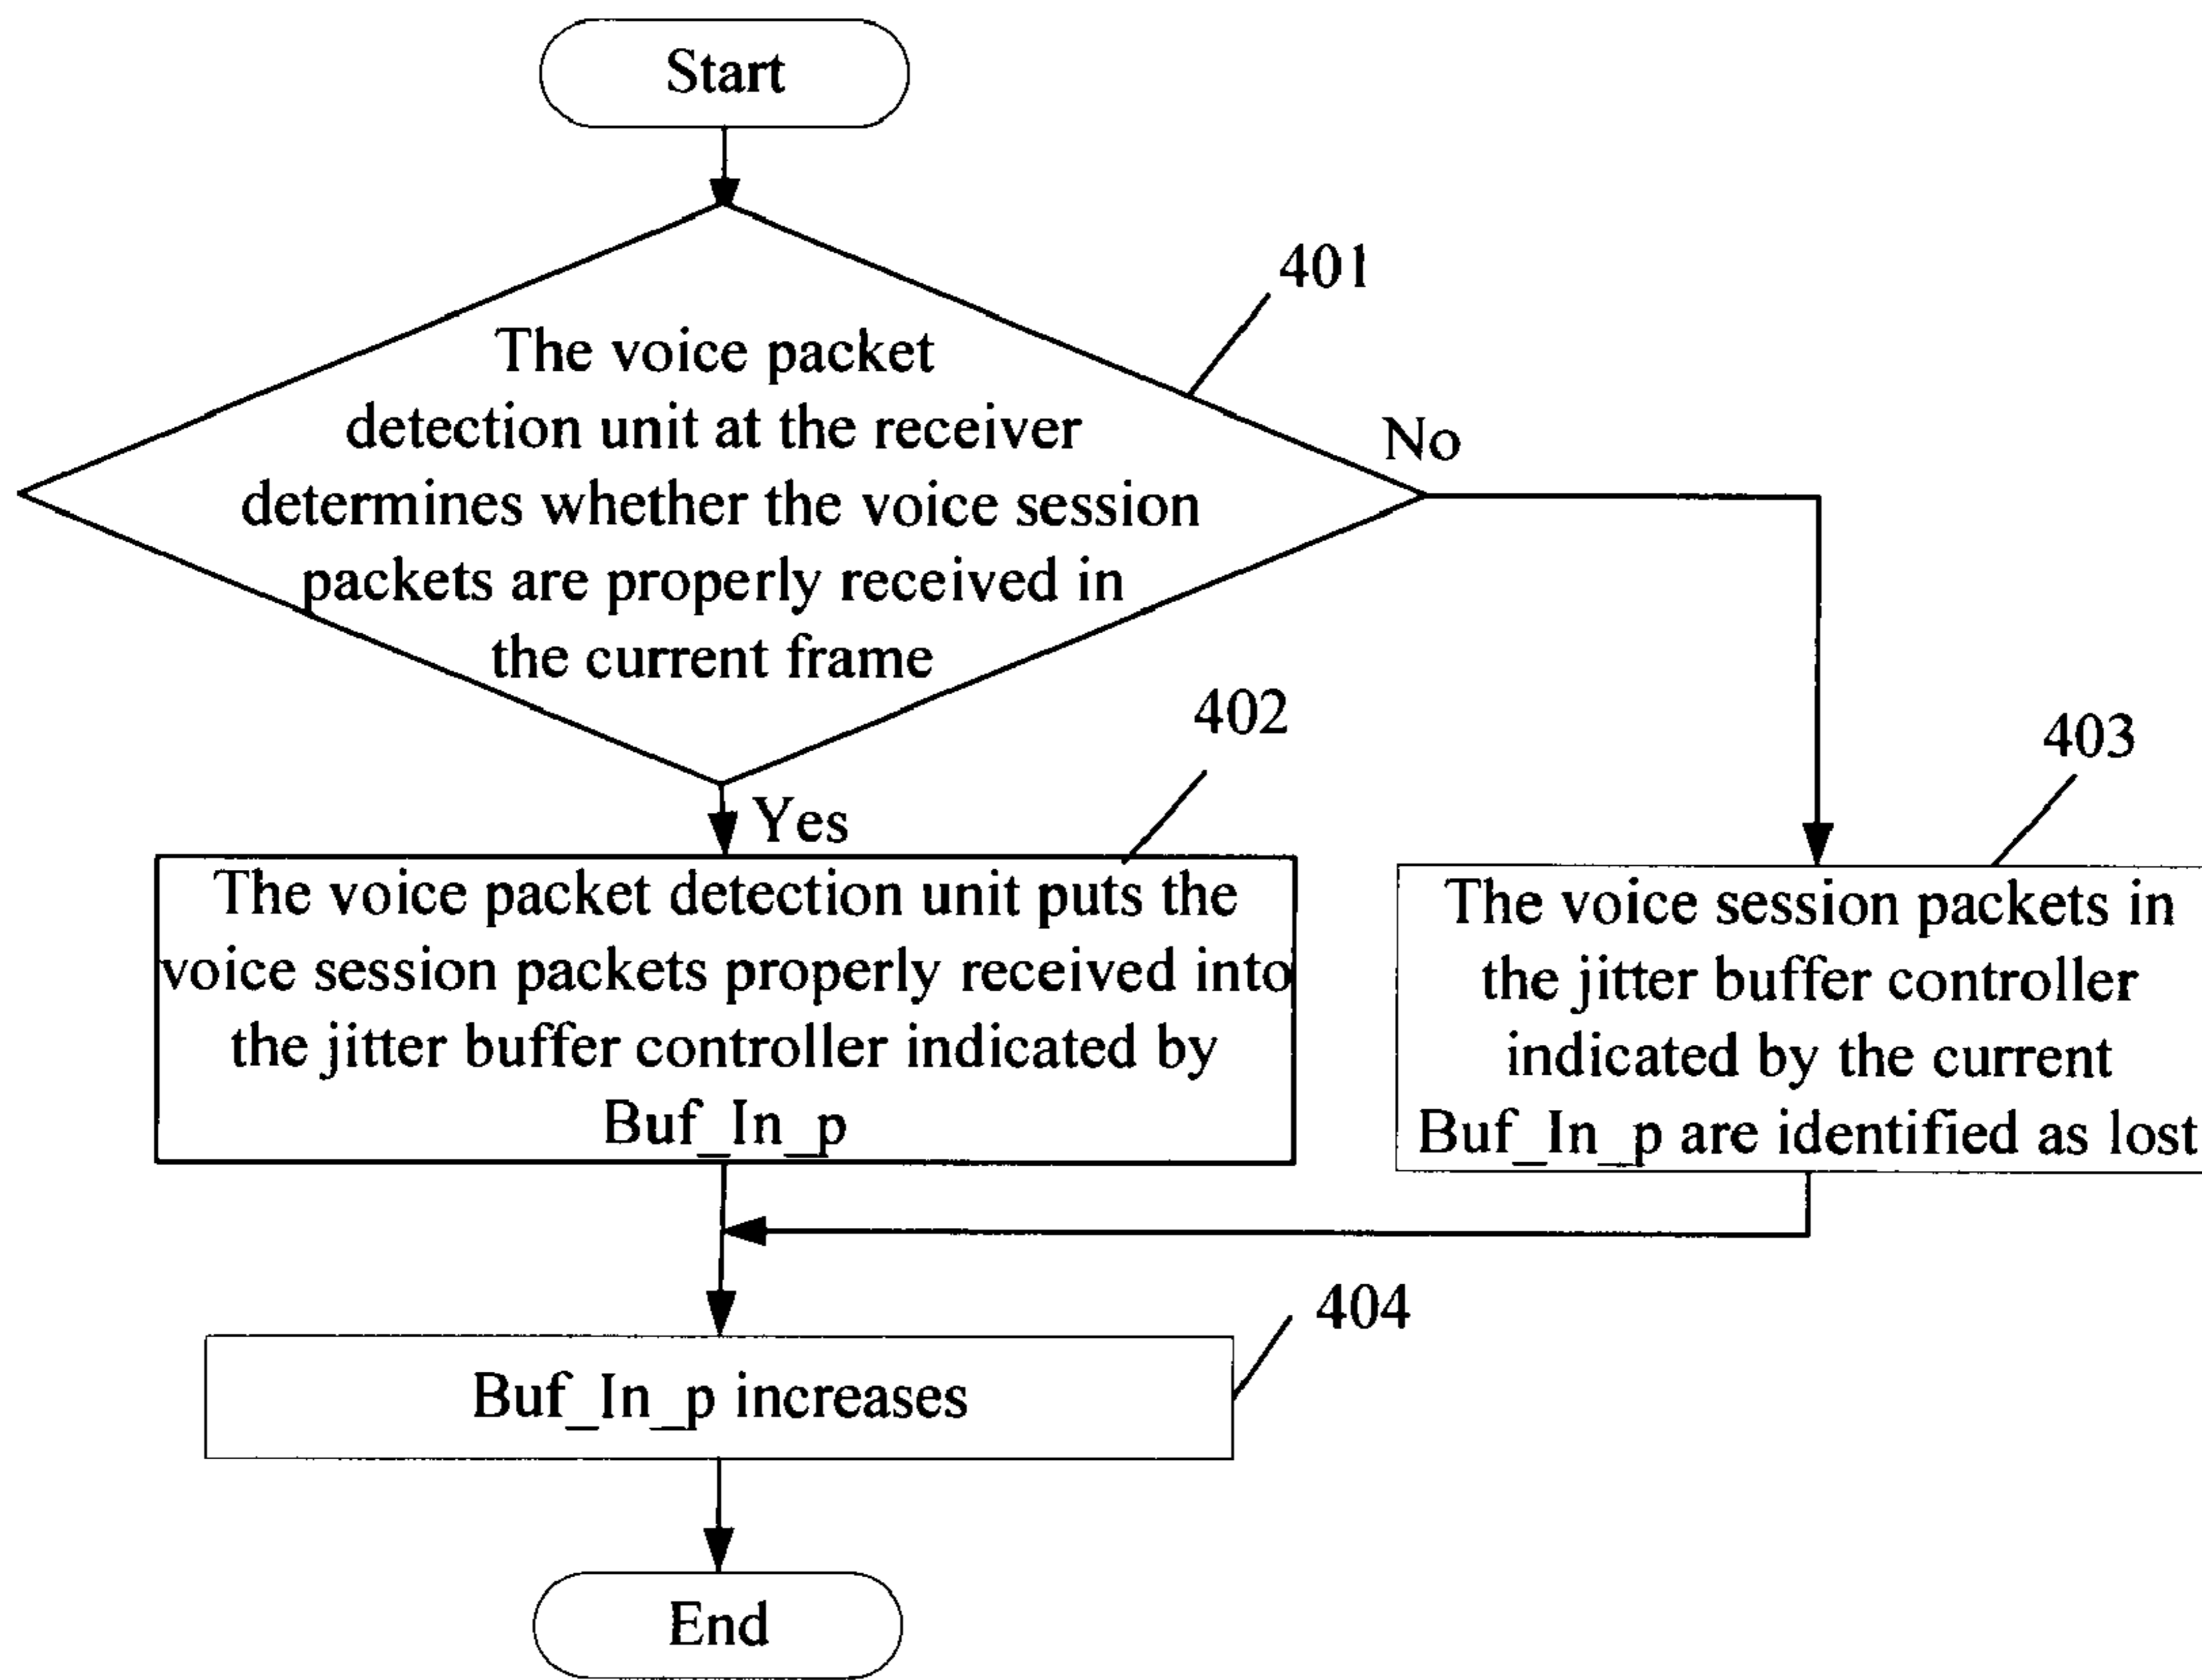 Start
401
The voice packet
detection unit at the receiver
determines whether the voice session
packets are properly received in
the current frame
No
402
403
Yes
The voice packet detection unit puts the
voice session packets properly received into
the jitter buffer controller indicated by
Buf_In_p
The voice session packets in
the jitter buffer controller
indicated by the current
Buf_In_p are identified as lost
404
Buf_In_p increases
End